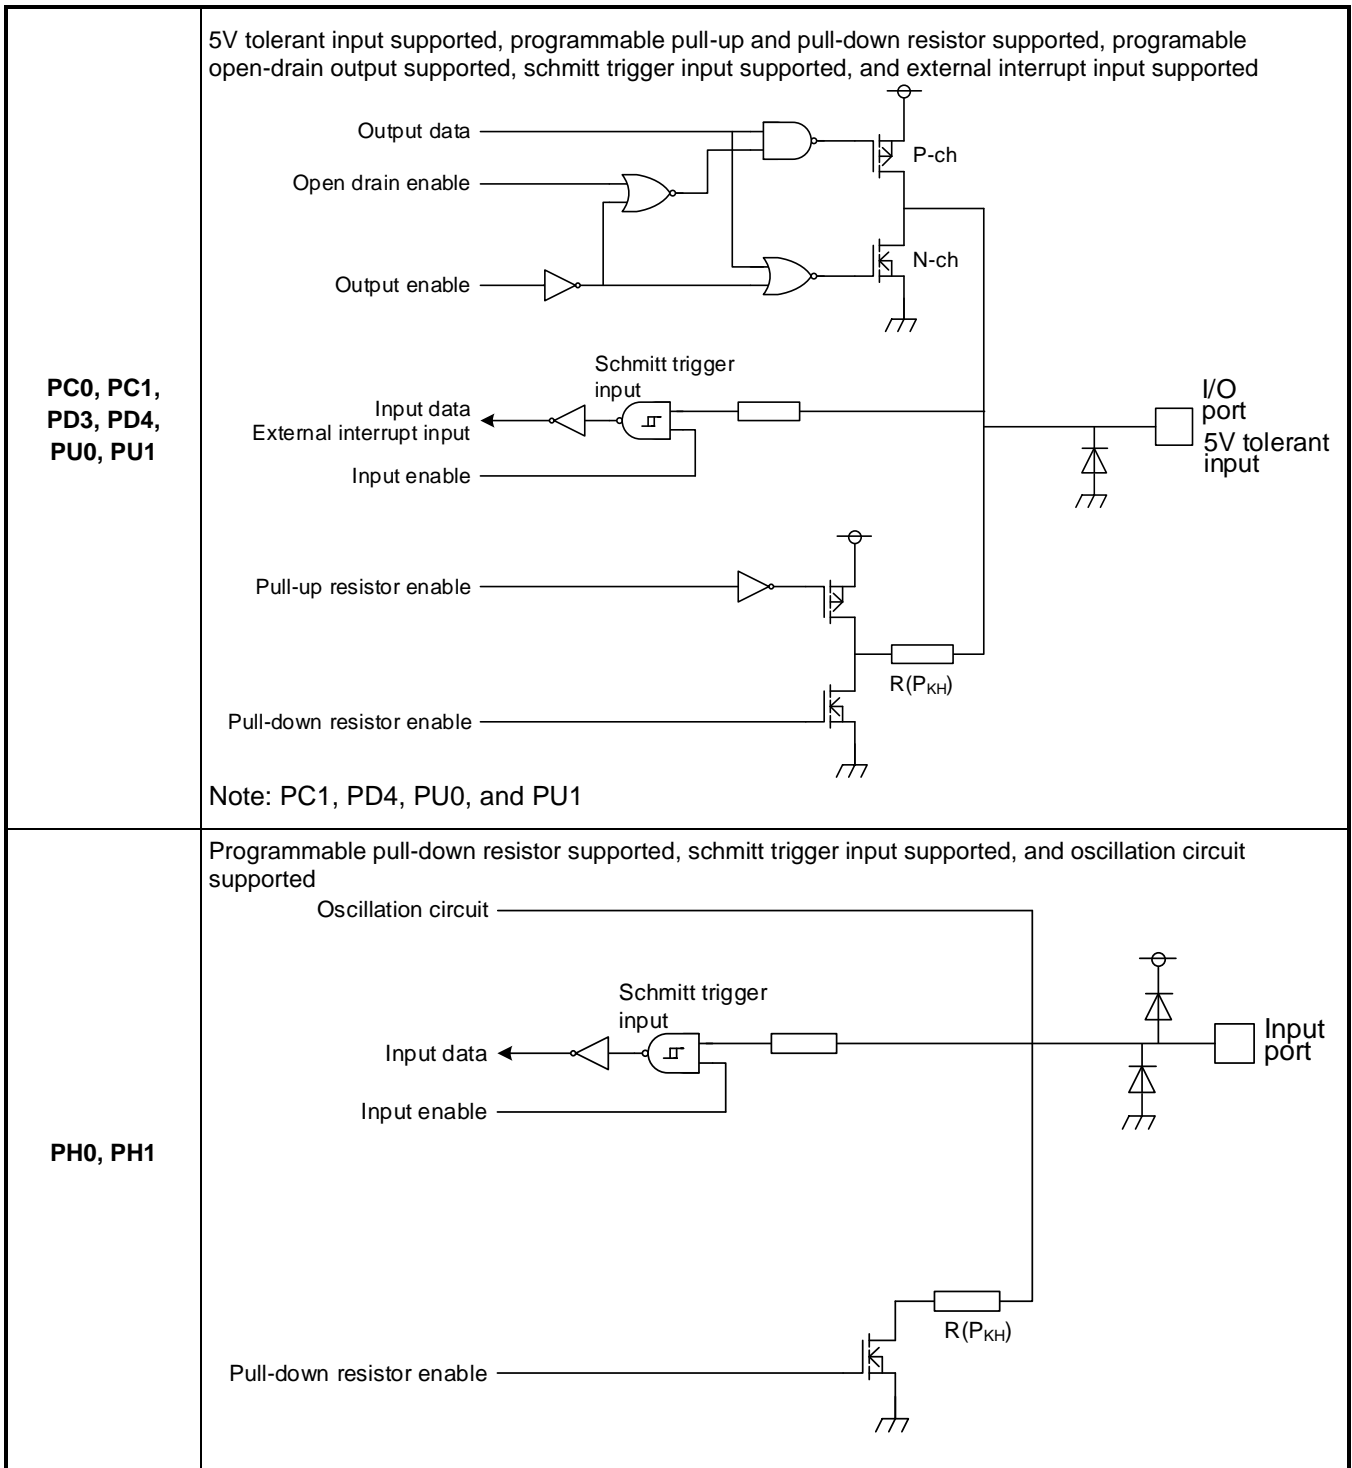 5V tolerant input supported, programmable pull-up and pull-down resistor supported, programable
open-drain output supported, schmitt trigger input supported, and external interrupt input supported
Output data
P-ch
Open drain enable
N-ch
Output enable
Schmitt trigger
input
PC0, PC1,
PD3, PD4,
PU0, PU1
Input data
External interrupt input
Input enable
I/O
port
5V tolerant
input
Pull-up resistor enable
R(PKH)
Pull-down resistor enable
Note: PC1, PD4, PU0, and PU1
Programmable pull-down resistor supported, schmitt trigger input supported, and oscillation circuit
supported
Oscillation circuit
Schmitt trigger
input
Input data
Input
port
Input enable
PH0, PH1
R(PKH)
Pull-down resistor enable